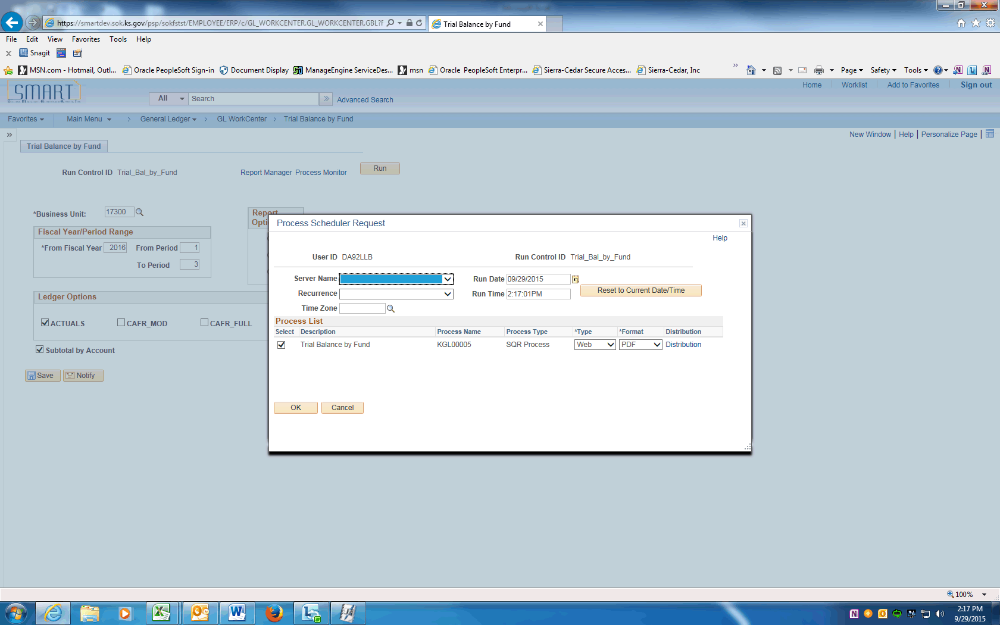 https://smartdev.sok.ks.gov/psp/sokfstst/EMPLOYEE/ERP/c/GL_WORKCENTER.GL_WORKCENTER.GBL?F
Trial Balance by Fund
File Edit View Favorites Tools Help
Snagit
MSN.com - Hotmail, Outl... Oracle PeopleSoft Sign-in Document Display ManageEngine ServiceDes... msn Oracle PeopleSoft Enterpr... Sierra-Cedar Secure Acces... Sierra-Cedar, Inc Page Safety Tools
SMART
Home Worklist Add to Favorites Sign out
All Search Advanced Search
Favorites Main Menu > General Ledger > GL WorkCenter > Trial Balance by Fund
New Window | Help | Personalize Page |
Trial Balance by Fund
Run Control ID Trial_Bal_by_Fund Report Manager Process Monitor Run
*Business Unit: 17300
Report
Opti
Fiscal Year/Period Range
*From Fiscal Year 2016 From Period 1
To Period 3
Ledger Options
ACTUALS CAFR_MOD CAFR_FULL
Subtotal by Account
Save Notify
Process Scheduler Request
Help
User ID DA92LLB Run Control ID Trial_Bal_by_Fund
Server Name Run Date 09/29/2015
Recurrence Run Time 2:17:01PM Reset to Current Date/Time
Time Zone
Process List
Select Description Process Name Process Type *Type *Format Distribution
Trial Balance by Fund KGL00005 SQR Process Web PDF Distribution
OK Cancel
100%
2:17 PM
9/29/2015